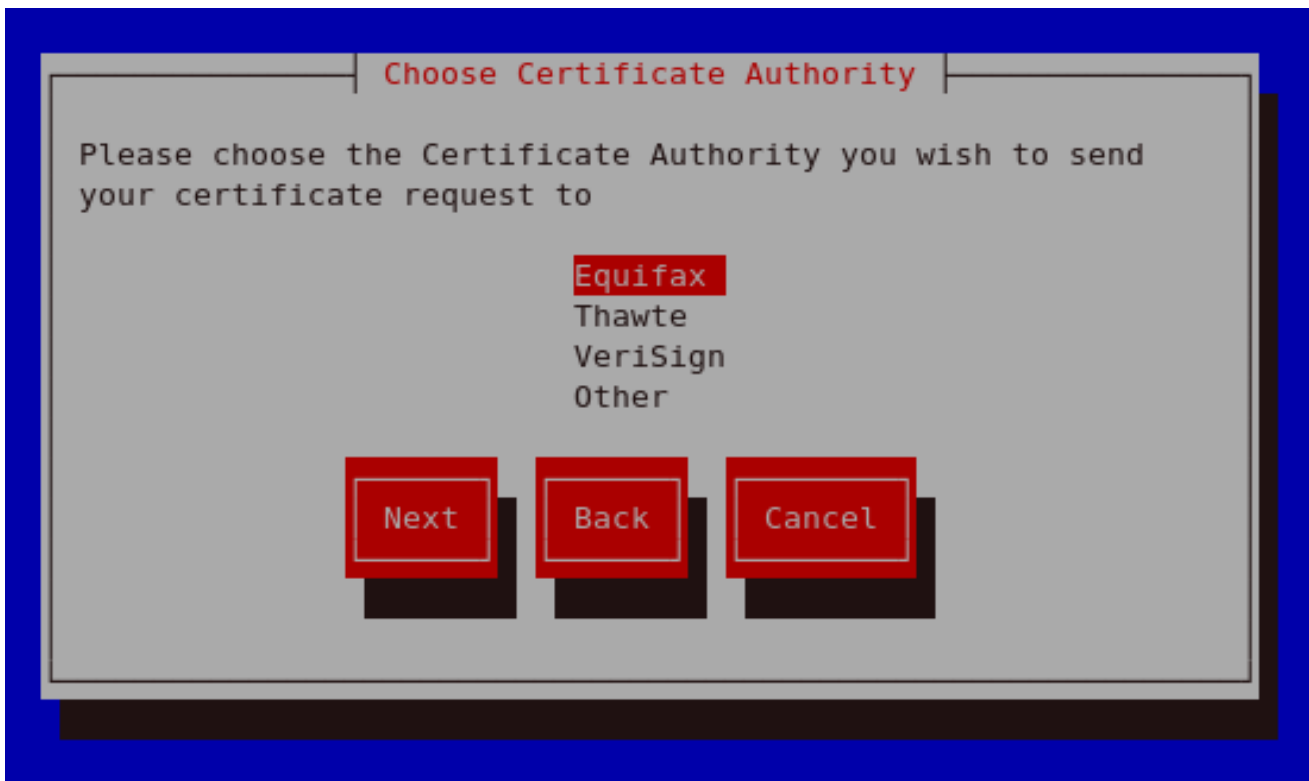 Choose Certificate Authority
Please choose the Certificate Authority you wish to send
your certificate request to
Equifax
Thawte
VeriSign
Other
Next Back Cancel